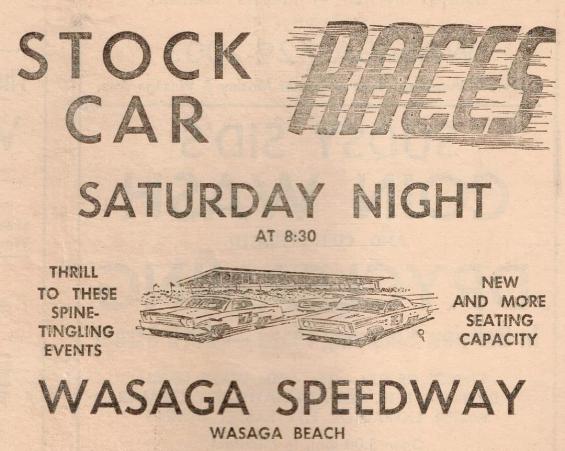 STOCK RACES
CAR
SATURDAY NIGHT
AT 8:30
THRILL
TO THESE
SPINE-
TINGLING
EVENTS
NEW
AND MORE
SEATING
CAPACITY
WASAGA SPEEDWAY
WASAGA BEACH